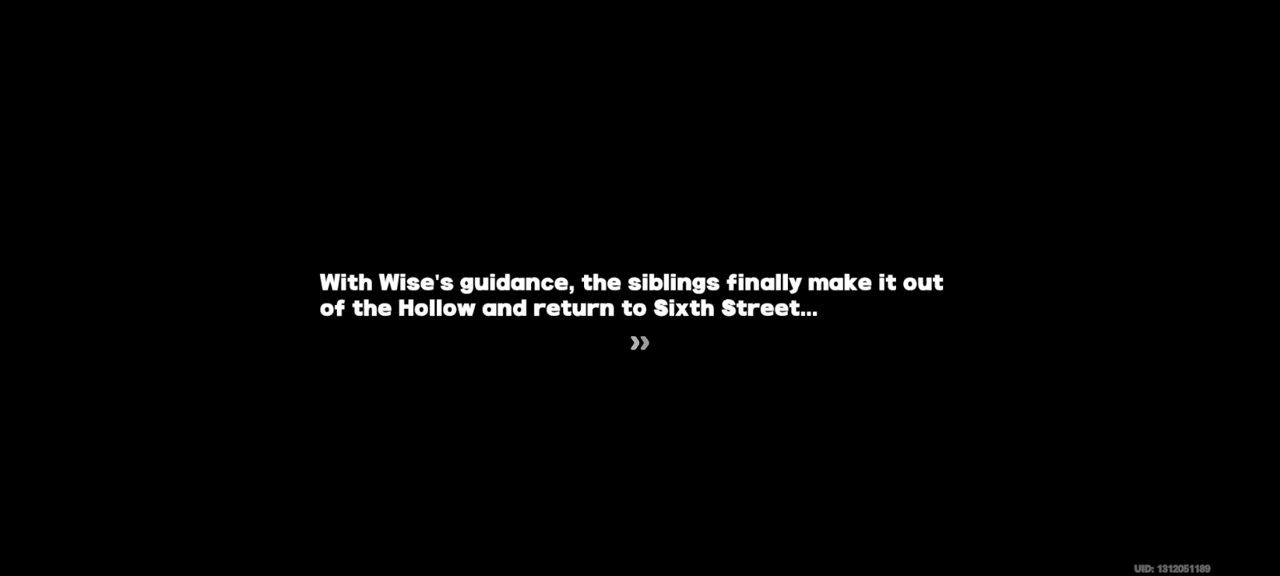 With Wise's guidance, the siblings finally make it out
of the Hollow and return to Sixth Street...
UID: 1312051189